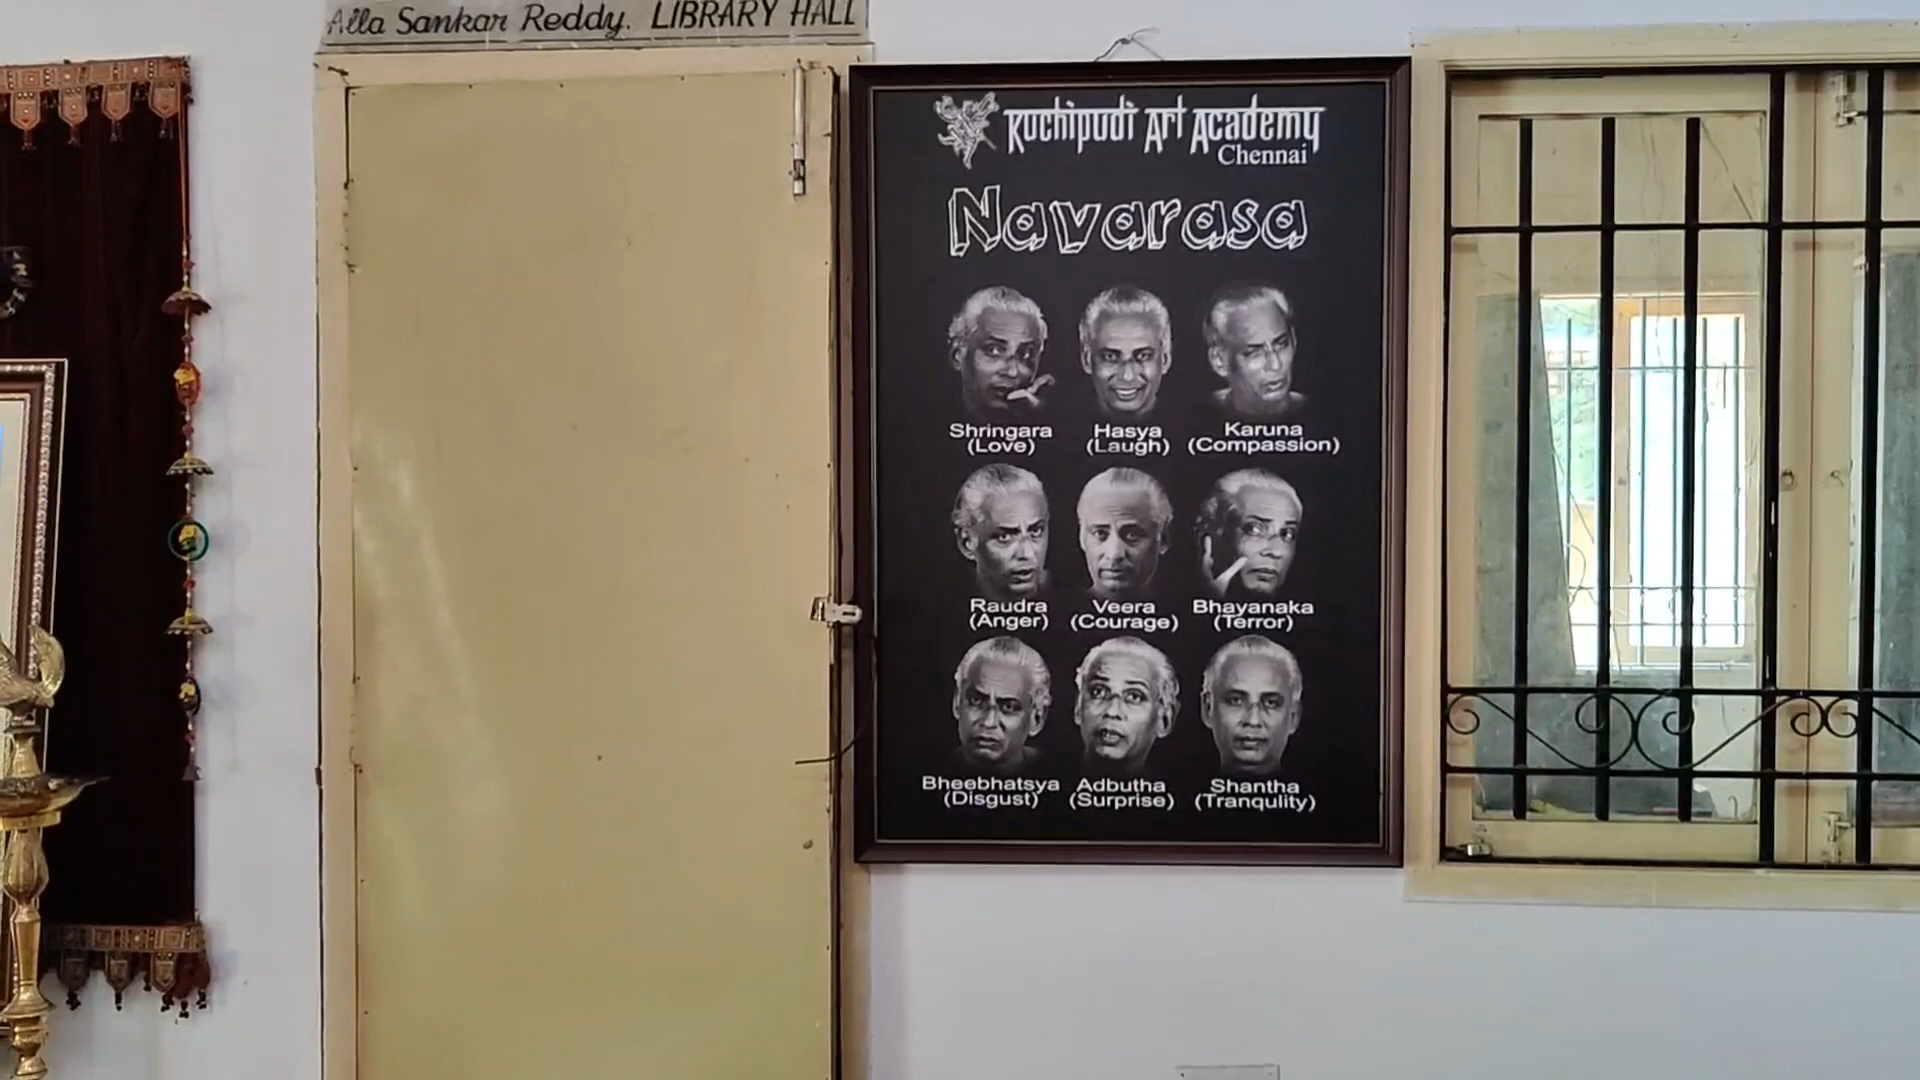 Alla Sankar Reddy. LIBRARY HALL
Kuchipudi Art Academy
Chennai
Navarasa
Shringara
(Love)
Hasya
(Laugh)
Karuna
(Compassion)
Raudra
(Anger)
Veera
(Courage)
Bhayanaka
(Terror)
Bheebhatsya
(Disgust)
Adbutha
(Surprise)
Shantha
(Tranqulity)